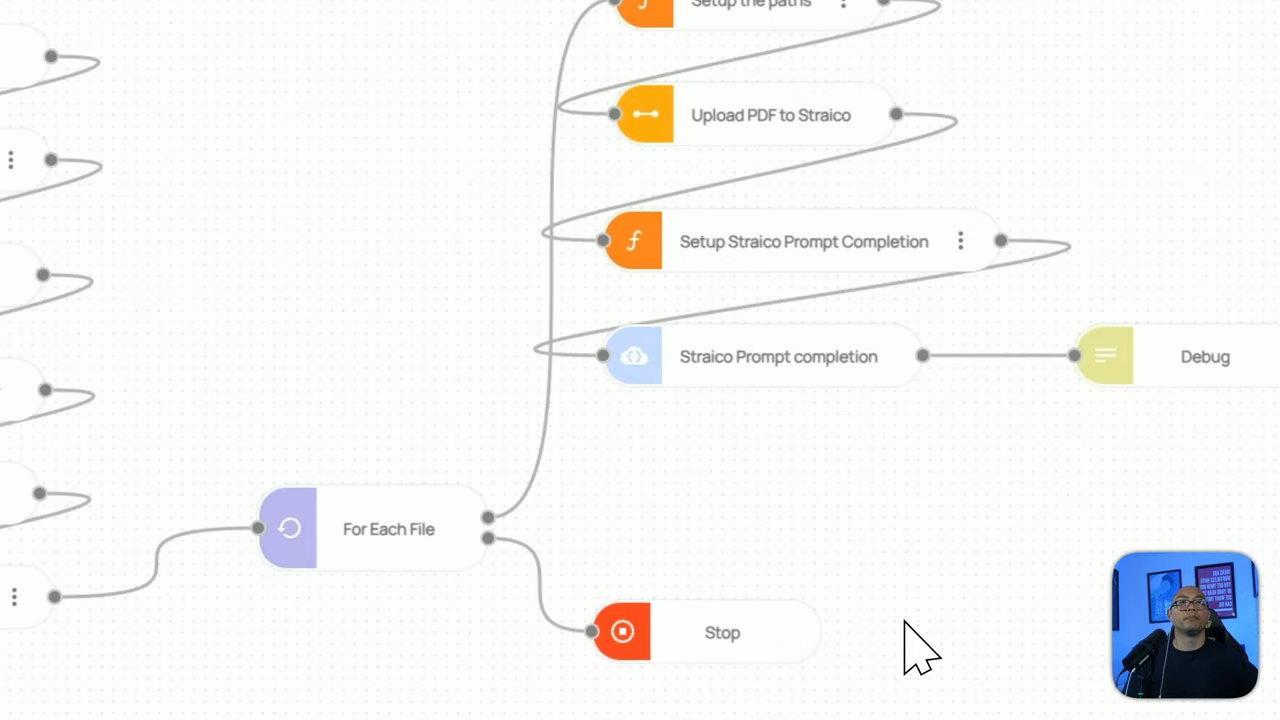 Setup the paths
Upload PDF to Straico
Setup Straico Prompt Completion
Straico Prompt completion
Debug
For Each File
Stop